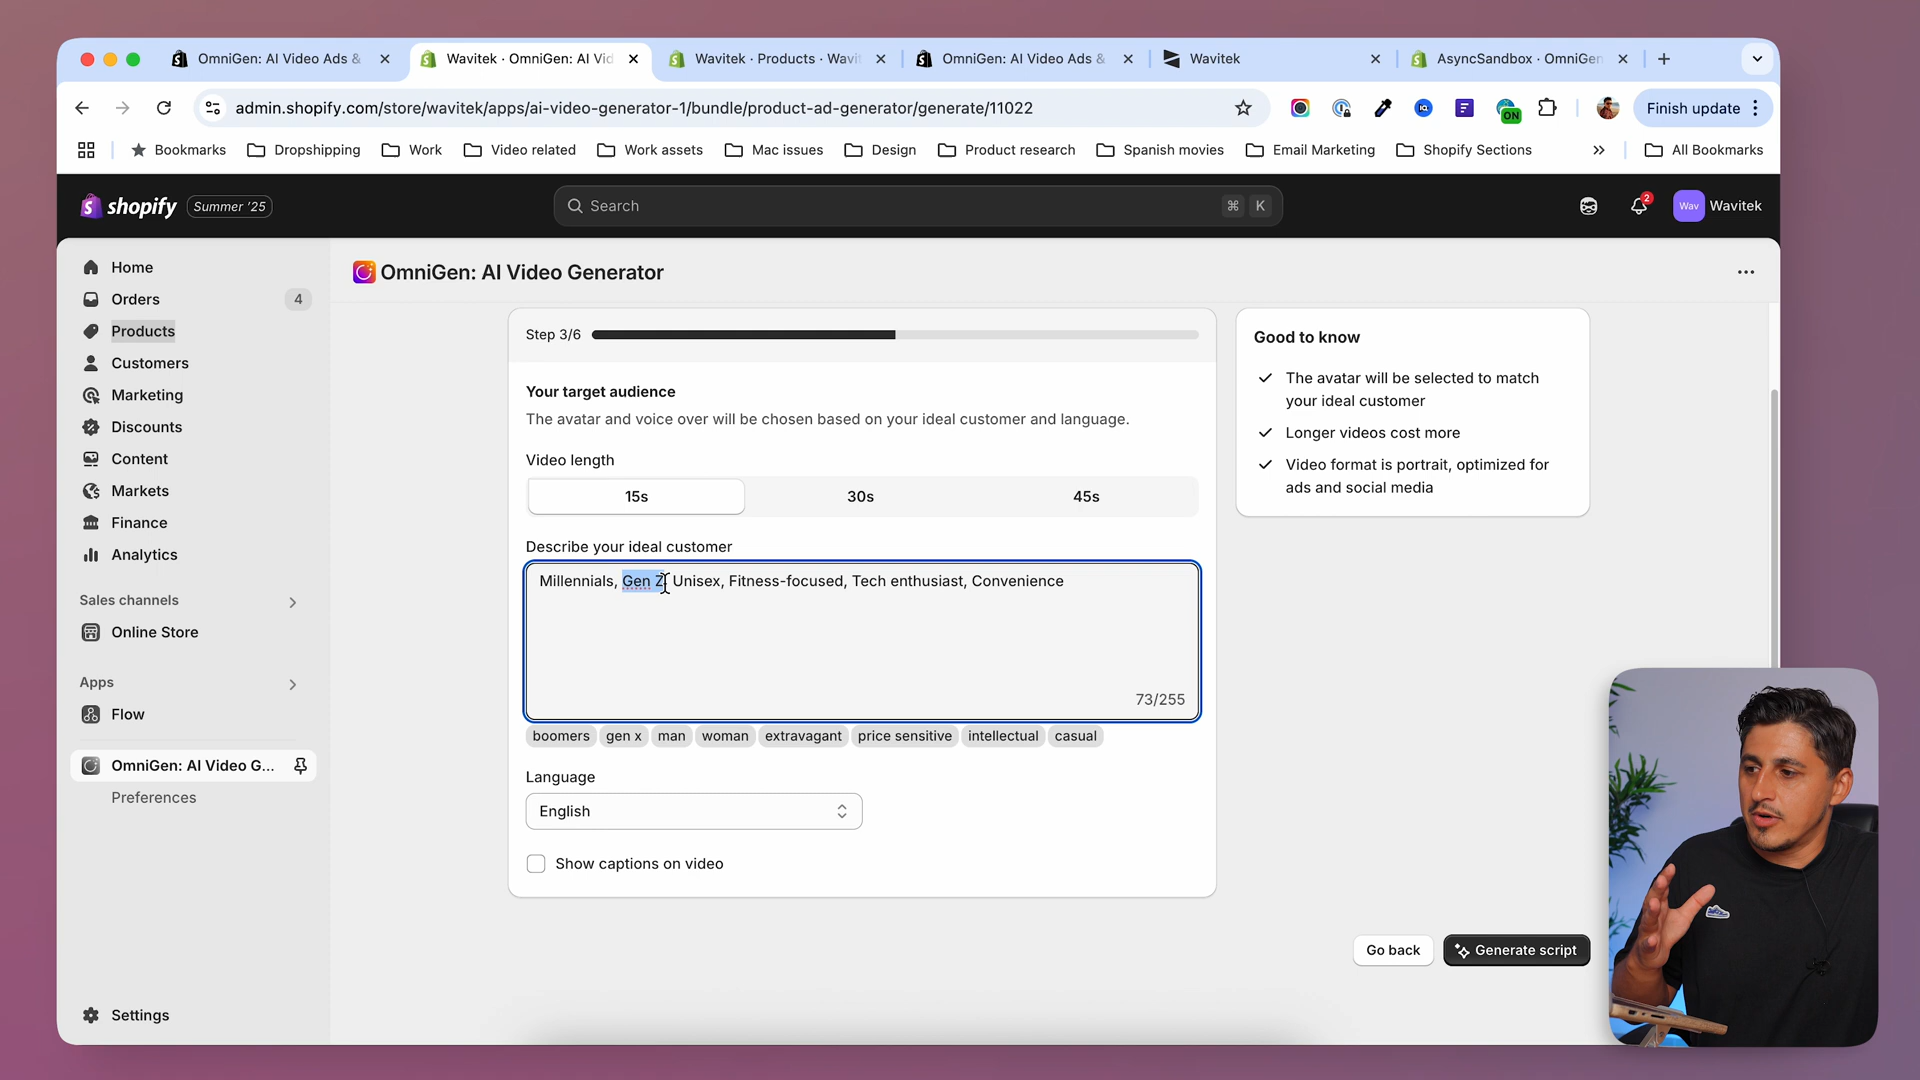 OmniGen: AI Video Ads &
Wavitek · OmniGen: AI Vid
Wavitek · Products · Wavit
OmniGen: AI Video Ads &
Wavitek
AsyncSandbox · OmniGen
admin.shopify.com/store/wavitek/apps/ai-video-generator-1/bundle/product-ad-generator/generate/11022
ON
Finish update
Bookmarks
Dropshipping
Work
Video related
Work assets
Mac issues
Design
Product research
Spanish movies
Email Marketing
Shopify Sections
All Bookmarks
shopify
Summer '25
Search
⌘ K
2
Wav
Wavitek
Home
Orders
4
Products
Customers
Marketing
Discounts
Content
Markets
Finance
Analytics
Sales channels
Online Store
Apps
Flow
OmniGen: AI Video G...
Preferences
Settings
OmniGen: AI Video Generator
Step 3/6
Your target audience
The avatar and voice over will be chosen based on your ideal customer and language.
Video length
15s
30s
45s
Describe your ideal customer
Millennials, Gen Z, Unisex, Fitness-focused, Tech enthusiast, Convenience
73/255
boomers
gen x
man
woman
extravagant
price sensitive
intellectual
casual
Language
English
Show captions on video
Good to know
The avatar will be selected to match
your ideal customer
Longer videos cost more
Video format is portrait, optimized for
ads and social media
Go back
Generate script